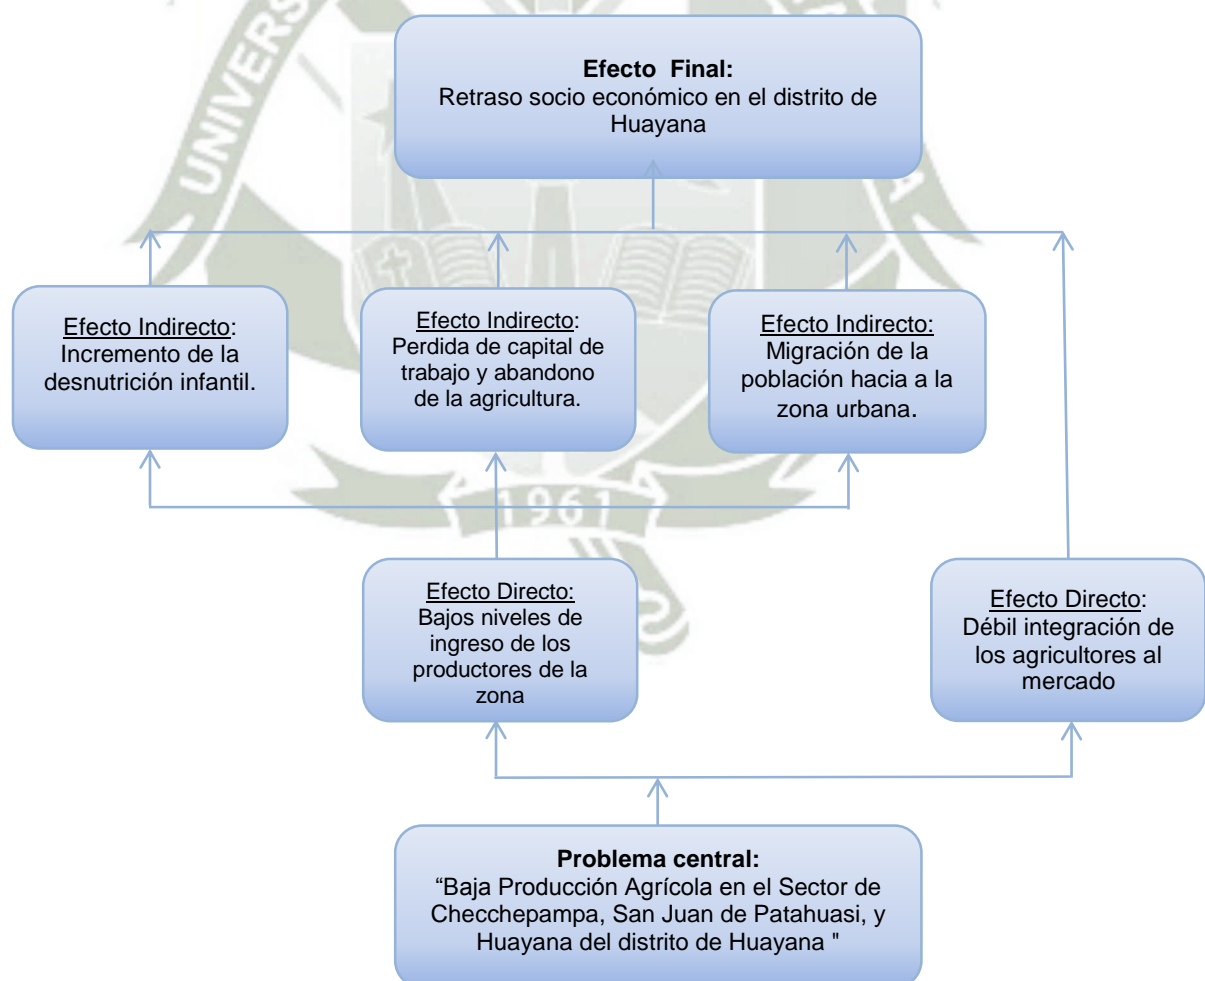 Efecto Final:
Retraso socio económico en el distrito de
Huayana
Efecto Indirecto:
Incremento de la
desnutrición infantil.
Efecto Indirecto:
Perdida de capital de
trabajo y abandono
de la agricultura.
Efecto Indirecto:
Migración de la
población hacia a la
zona urbana.
1961
Efecto Directo:
Bajos niveles de
ingreso de los
productores de la
zona
Efecto Directo:
Débil integración de
los agricultores al
mercado
Problema central:
“Baja Producción Agrícola en el Sector de
Checchepampa, San Juan de Patahuasi, y
Huayana del distrito de Huayana "